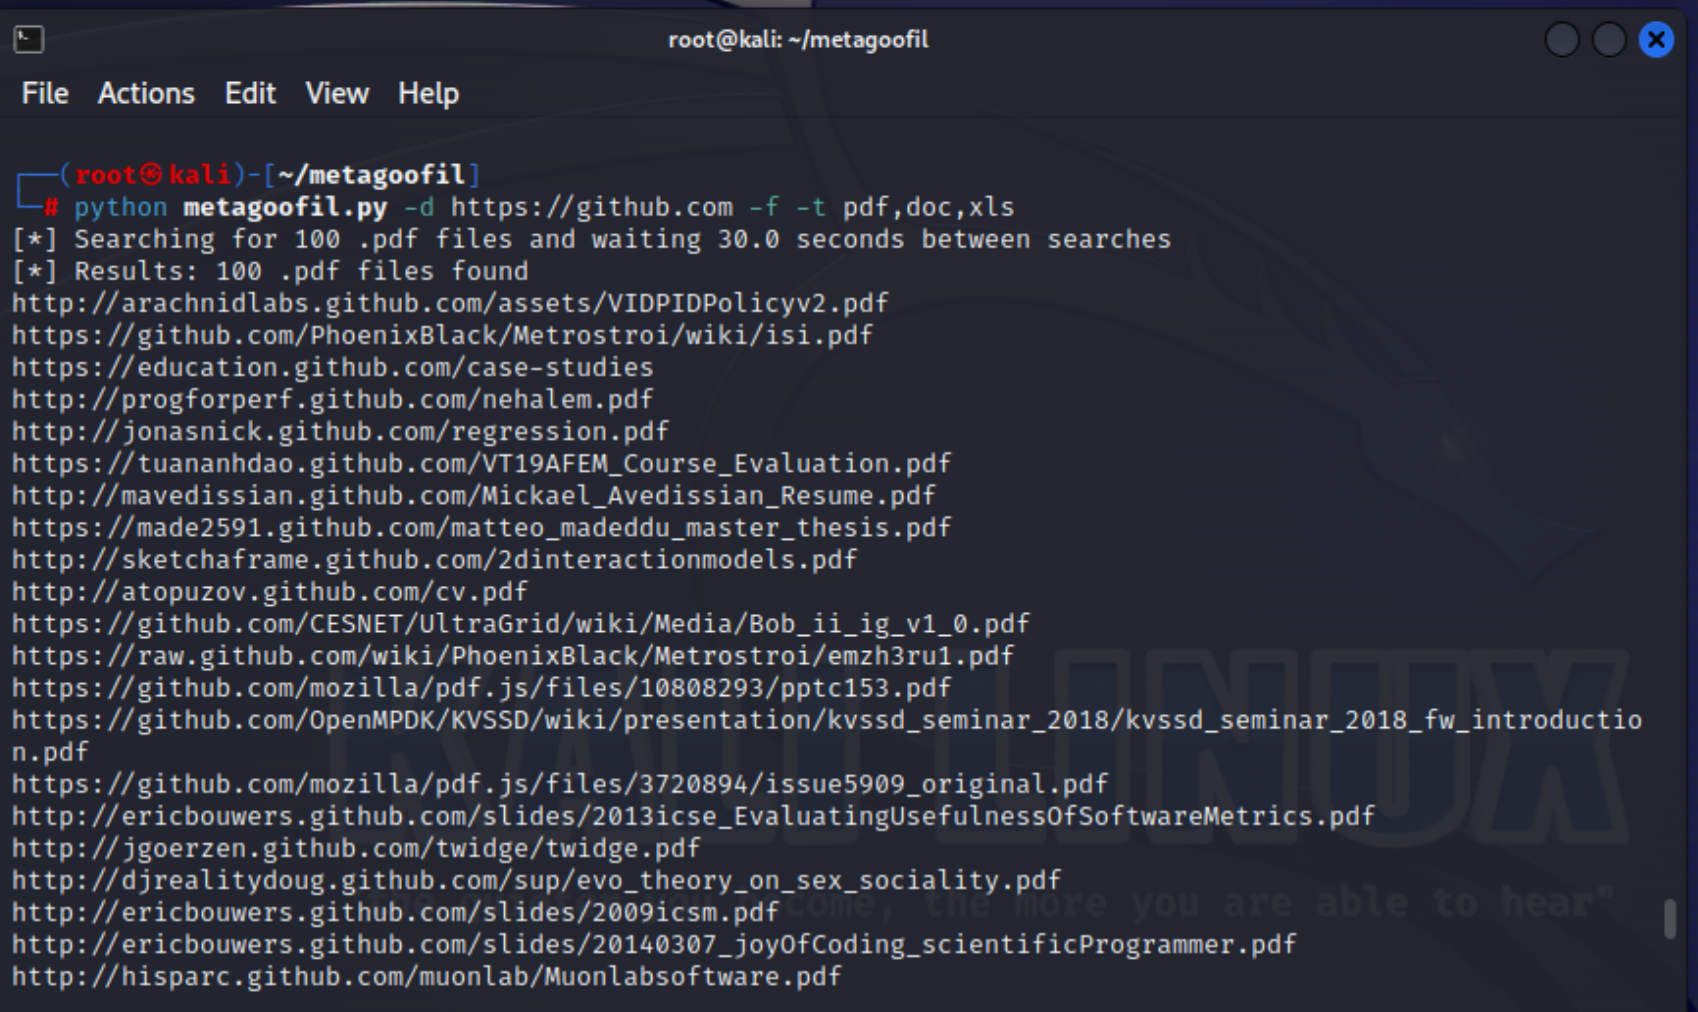 root@kali: ~/metagoofil
File Actions Edit View Help
┌──(root㉿kali)-[~/metagoofil]
└─# python metagoofil.py -d https://github.com -f -t pdf,doc,xls
[*] Searching for 100 .pdf files and waiting 30.0 seconds between searches
[*] Results: 100 .pdf files found
http://arachnidlabs.github.com/assets/VIDPIDPolicyv2.pdf
https://github.com/PhoenixBlack/Metrostroi/wiki/isi.pdf
https://education.github.com/case-studies
http://progforperf.github.com/nehalem.pdf
http://jonasnick.github.com/regression.pdf
https://tuananhdao.github.com/VT19AFEM_Course_Evaluation.pdf
http://mavedissian.github.com/Mickael_Avedissian_Resume.pdf
https://made2591.github.com/matteo_madeddu_master_thesis.pdf
http://sketchaframe.github.com/2dinteractionmodels.pdf
http://atopuzov.github.com/cv.pdf
https://github.com/CESNET/UltraGrid/wiki/Media/Bob_ii_ig_v1_0.pdf
https://raw.github.com/wiki/PhoenixBlack/Metrostroi/emzh3ru1.pdf
https://github.com/mozilla/pdf.js/files/10808293/pptc153.pdf
https://github.com/OpenMPDK/KVSSD/wiki/presentation/kvssd_seminar_2018/kvssd_seminar_2018_fw_introductio
n.pdf
https://github.com/mozilla/pdf.js/files/3720894/issue5909_original.pdf
http://ericbouwers.github.com/slides/2013icse_EvaluatingUsefulnessOfSoftwareMetrics.pdf
http://jgoerzen.github.com/twidge/twidge.pdf
http://djrealitydoug.github.com/sup/evo_theory_on_sex_sociality.pdf
http://ericbouwers.github.com/slides/2009icsm.pdf
http://ericbouwers.github.com/slides/20140307_joyOfCoding_scientificProgrammer.pdf
http://hisparc.github.com/muonlab/Muonlabsoftware.pdf
KALI LINUX
the more you are able to hear"